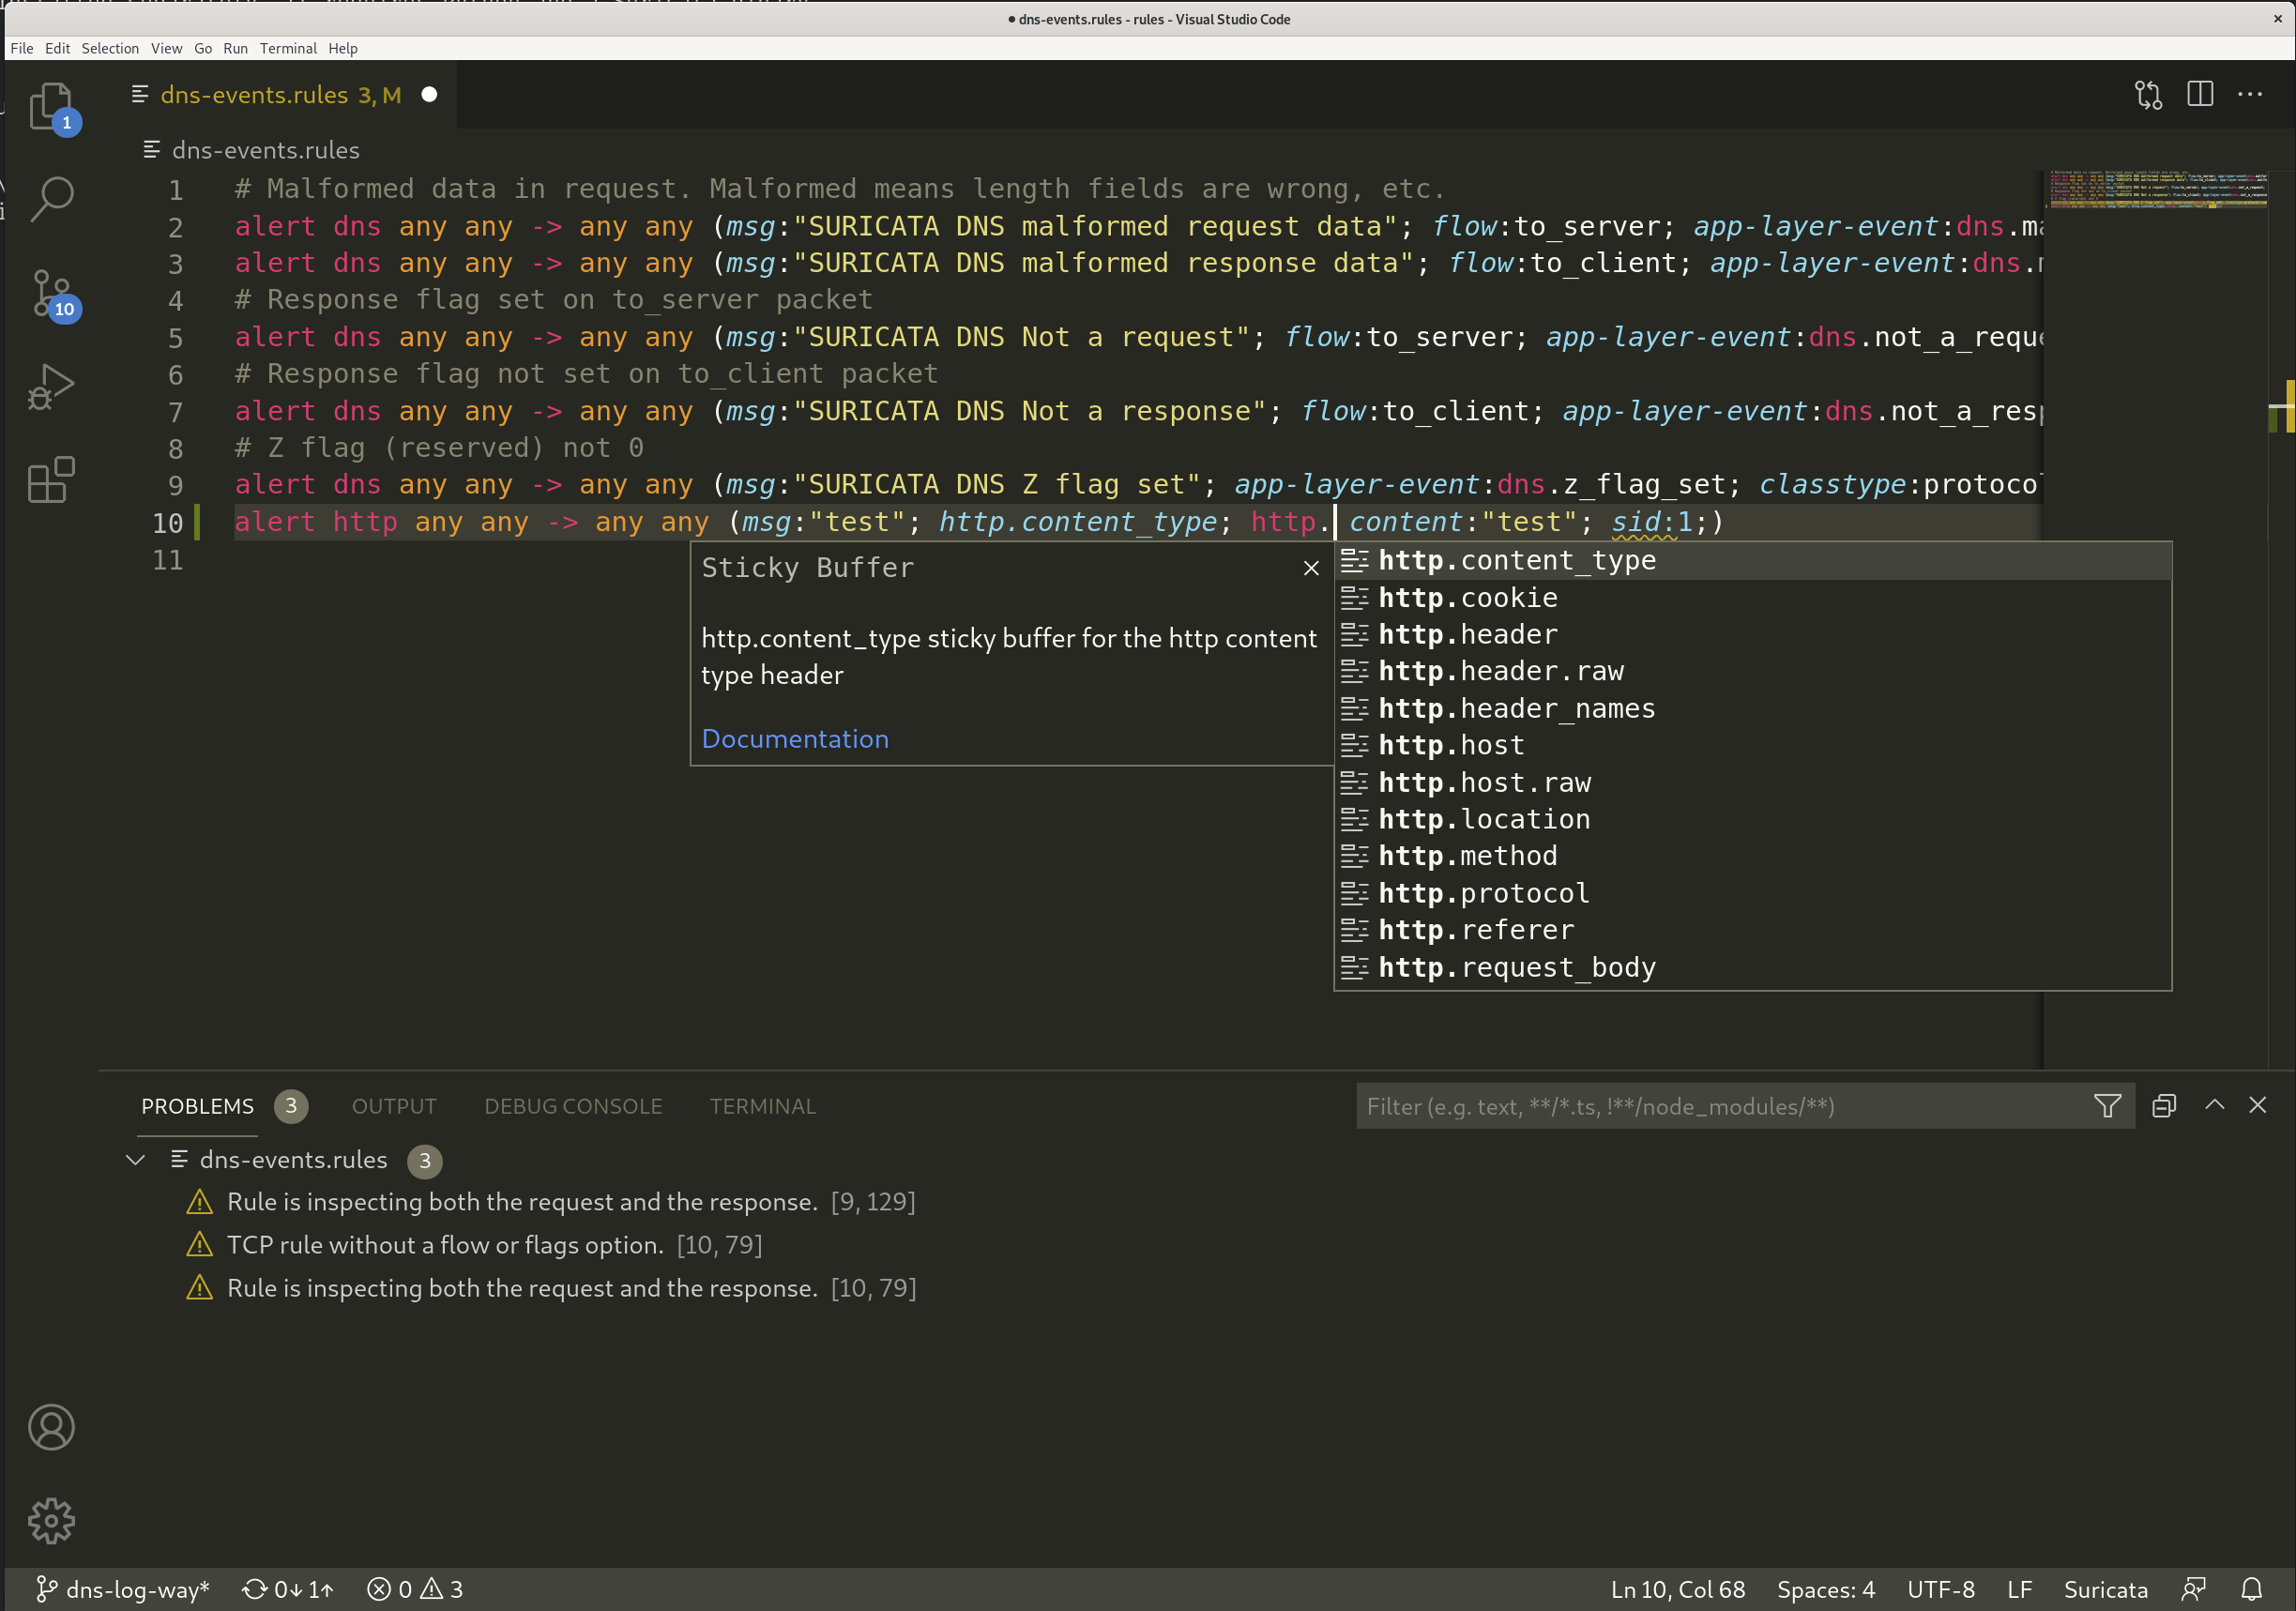 ● dns-events.rules - rules - Visual Studio Code
File Edit Selection View Go Run Terminal Help
dns-events.rules 3, M
1
10
dns-events.rules
1 # Malformed data in request. Malformed means length fields are wrong, etc.
2 alert dns any any -> any any (msg:"SURICATA DNS malformed request data"; flow:to_server; app-layer-event:dns.ma
3 alert dns any any -> any any (msg:"SURICATA DNS malformed response data"; flow:to_client; app-layer-event:dns.
4 # Response flag set on to_server packet
5 alert dns any any -> any any (msg:"SURICATA DNS Not a request"; flow:to_server; app-layer-event:dns.not_a_reque
6 # Response flag not set on to_client packet
7 alert dns any any -> any any (msg:"SURICATA DNS Not a response"; flow:to_client; app-layer-event:dns.not_a_resp
8 # Z flag (reserved) not 0
9 alert dns any any -> any any (msg:"SURICATA DNS Z flag set"; app-layer-event:dns.z_flag_set; classtype:protocol
10 alert http any any -> any any (msg:"test"; http.content_type; http. content:"test"; sid:1;)
11
Sticky Buffer
http.content_type sticky buffer for the http content
type header
Documentation
http.content_type
http.cookie
http.header
http.header.raw
http.header_names
http.host
http.host.raw
http.location
http.method
http.protocol
http.referer
http.request_body
PROBLEMS 3 OUTPUT DEBUG CONSOLE TERMINAL Filter (e.g. text, **/*.ts, !**/node_modules/**)
dns-events.rules 3
Rule is inspecting both the request and the response. [9, 129]
TCP rule without a flow or flags option. [10, 79]
Rule is inspecting both the request and the response. [10, 79]
dns-log-way* 0↓ 1↑ 0 3 Ln 10, Col 68 Spaces: 4 UTF-8 LF Suricata